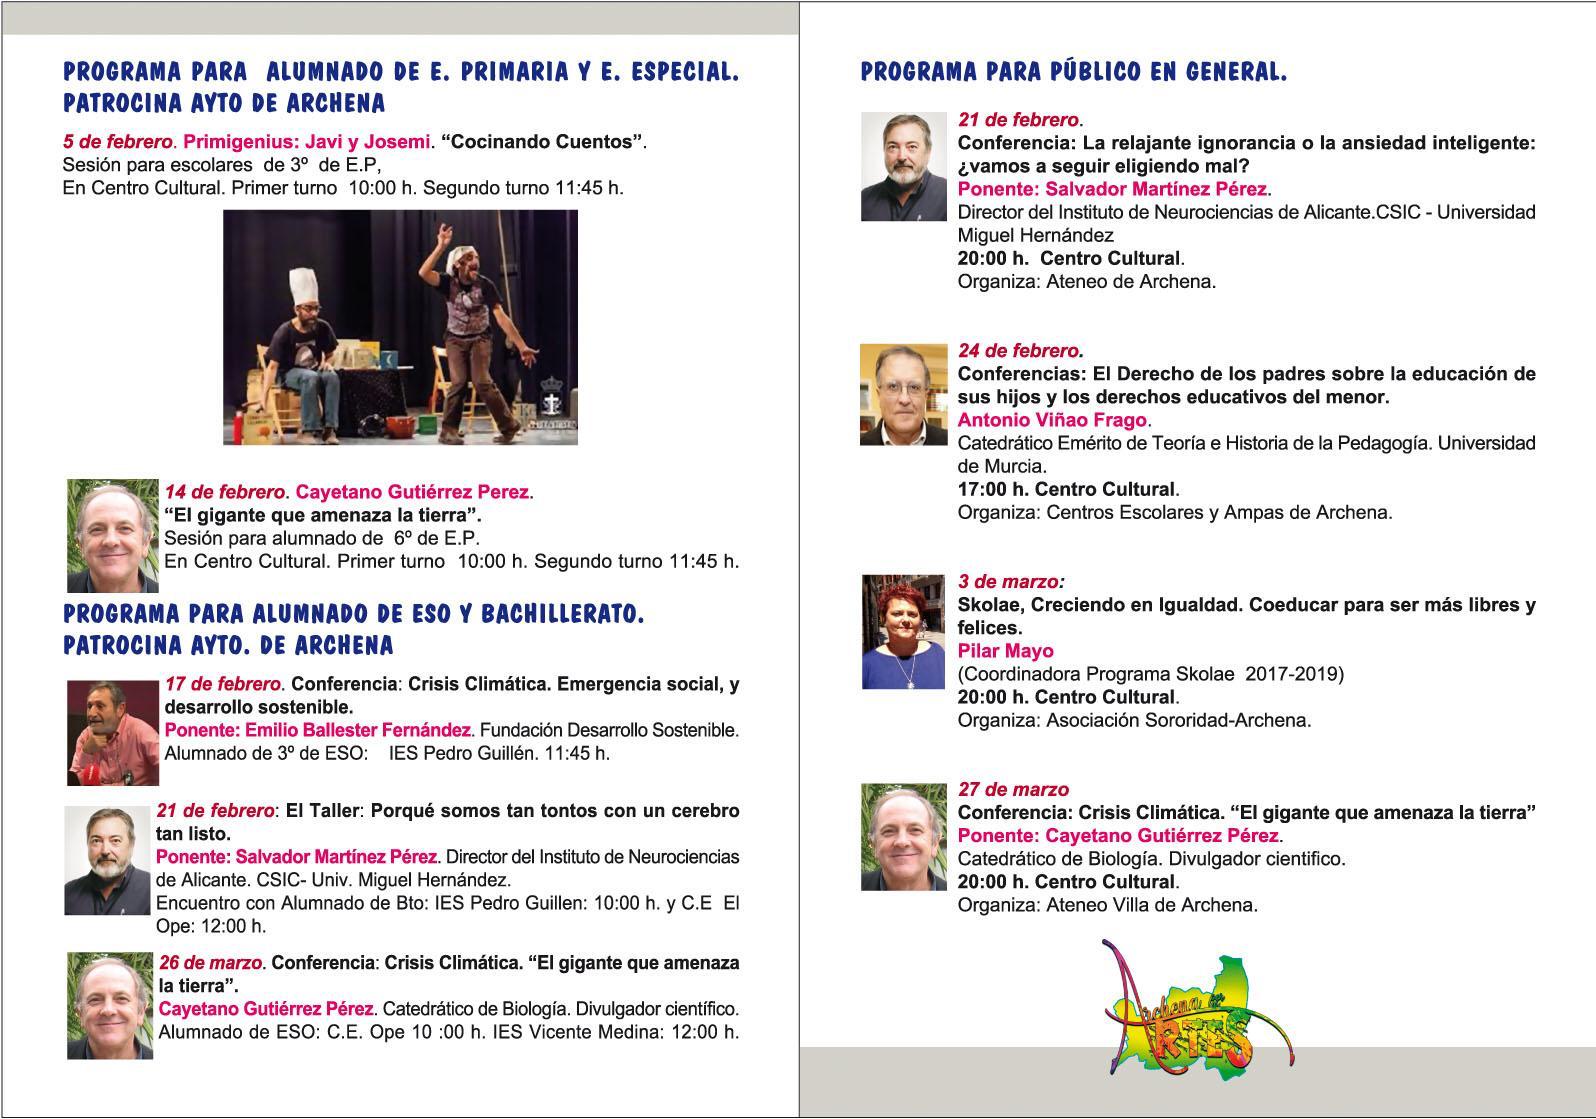 PROGRAMA PARA ALUMNADO DE E. PRIMARIA Y E. ESPECIAL.
PATROCINA AYTO DE ARCHENA
5 de febrero. Primigenius: Javi y Josemi. “Cocinando Cuentos”.
Sesión para escolares de 3º de E.P,
En Centro Cultural. Primer turno 10:00 h. Segundo turno 11:45 h.
14 de febrero. Cayetano Gutiérrez Perez.
“El gigante que amenaza la tierra”.
Sesión para alumnado de 6º de E.P.
En Centro Cultural. Primer turno 10:00 h. Segundo turno 11:45 h.
PROGRAMA PARA ALUMNADO DE ESO Y BACHILLERATO.
PATROCINA AYTO. DE ARCHENA
17 de febrero. Conferencia: Crisis Climática. Emergencia social, y
desarrollo sostenible.
Ponente: Emilio Ballester Fernández. Fundación Desarrollo Sostenible.
Alumnado de 3º de ESO: IES Pedro Guillén. 11:45 h.
21 de febrero: El Taller: Porqué somos tan tontos con un cerebro
tan listo.
Ponente: Salvador Martínez Pérez. Director del Instituto de Neurociencias
de Alicante. CSIC- Univ. Miguel Hernández.
Encuentro con Alumnado de Bto: IES Pedro Guillen: 10:00 h. y C.E El
Ope: 12:00 h.
26 de marzo. Conferencia: Crisis Climática. “El gigante que amenaza
la tierra”.
Cayetano Gutiérrez Pérez. Catedrático de Biología. Divulgador científico.
Alumnado de ESO: C.E. Ope 10 :00 h. IES Vicente Medina: 12:00 h.
PROGRAMA PARA PÚBLICO EN GENERAL.
21 de febrero.
Conferencia: La relajante ignorancia o la ansiedad inteligente:
¿vamos a seguir eligiendo mal?
Ponente: Salvador Martínez Pérez.
Director del Instituto de Neurociencias de Alicante.CSIC - Universidad
Miguel Hernández
20:00 h. Centro Cultural.
Organiza: Ateneo de Archena.
24 de febrero.
Conferencias: El Derecho de los padres sobre la educación de
sus hijos y los derechos educativos del menor.
Antonio Viñao Frago.
Catedrático Emérito de Teoría e Historia de la Pedagogía. Universidad
de Murcia.
17:00 h. Centro Cultural.
Organiza: Centros Escolares y Ampas de Archena.
3 de marzo:
Skolae, Creciendo en Igualdad. Coeducar para ser más libres y
felices.
Pilar Mayo
(Coordinadora Programa Skolae 2017-2019)
20:00 h. Centro Cultural.
Organiza: Asociación Sororidad-Archena.
27 de marzo
Conferencia: Crisis Climática. “El gigante que amenaza la tierra”
Ponente: Cayetano Gutiérrez Pérez.
Catedrático de Biología. Divulgador cientifico.
20:00 h. Centro Cultural.
Organiza: Ateneo Villa de Archena.
Archena
ARTES